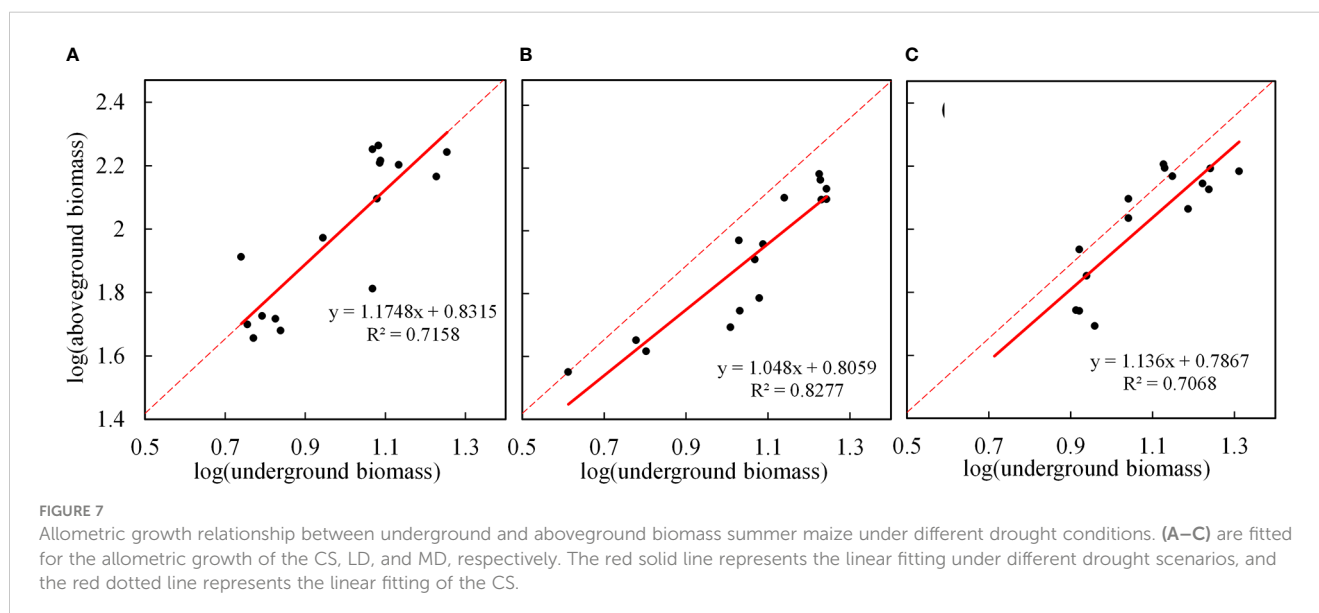 A
B
C
2.4
2.2
2
1.8
1.6
1.4
log(aboveground biomass)
y = 1.1748x + 0.8315
R² = 0.7158
y = 1.048x + 0.8059
R² = 0.8277
y = 1.136x + 0.7867
R² = 0.7068
0.5 0.7 0.9 1.1 1.3
0.5 0.7 0.9 1.1 1.3
0.5 0.7 0.9 1.1 1.3
log(underground biomass)
log(underground biomass)
log(underground biomass)
FIGURE 7
Allometric growth relationship between underground and aboveground biomass summer maize under different drought conditions. (A–C) are fitted
for the allometric growth of the CS, LD, and MD, respectively. The red solid line represents the linear fitting under different drought scenarios, and
the red dotted line represents the linear fitting of the CS.